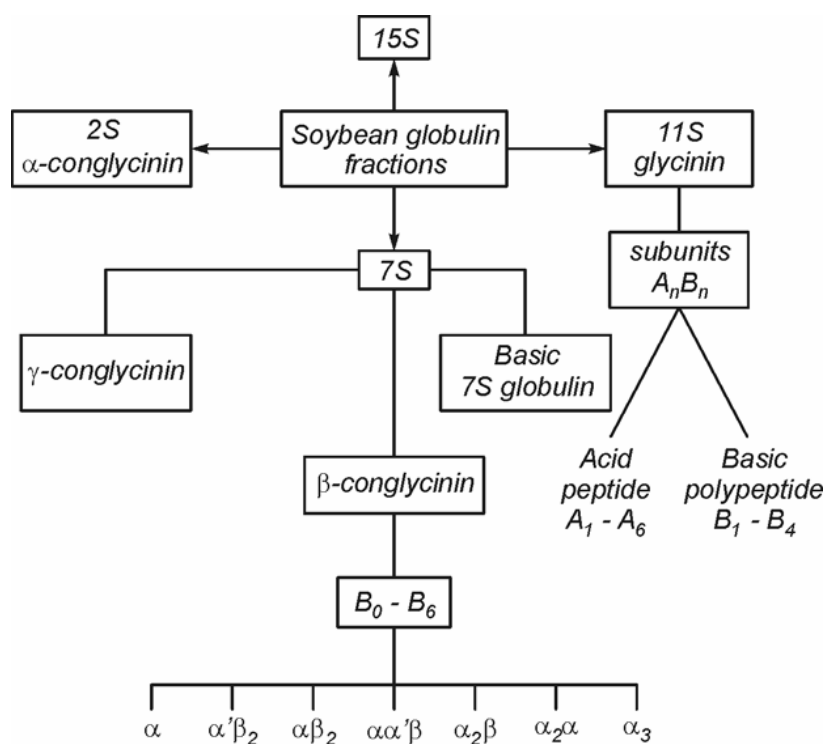 15S
2S
α-conglycinin
Soybean globulin
fractions
11S
glycinin
7S
subunits
AₙBₙ
γ-conglycinin
Basic
7S globulin
β-conglycinin
Acid
peptide
A₁ - A₆
Basic
polypeptide
B₁ - B₄
B₀ - B₆
α α'β₂ αβ₂ αα'β α₂β α₂α α₃